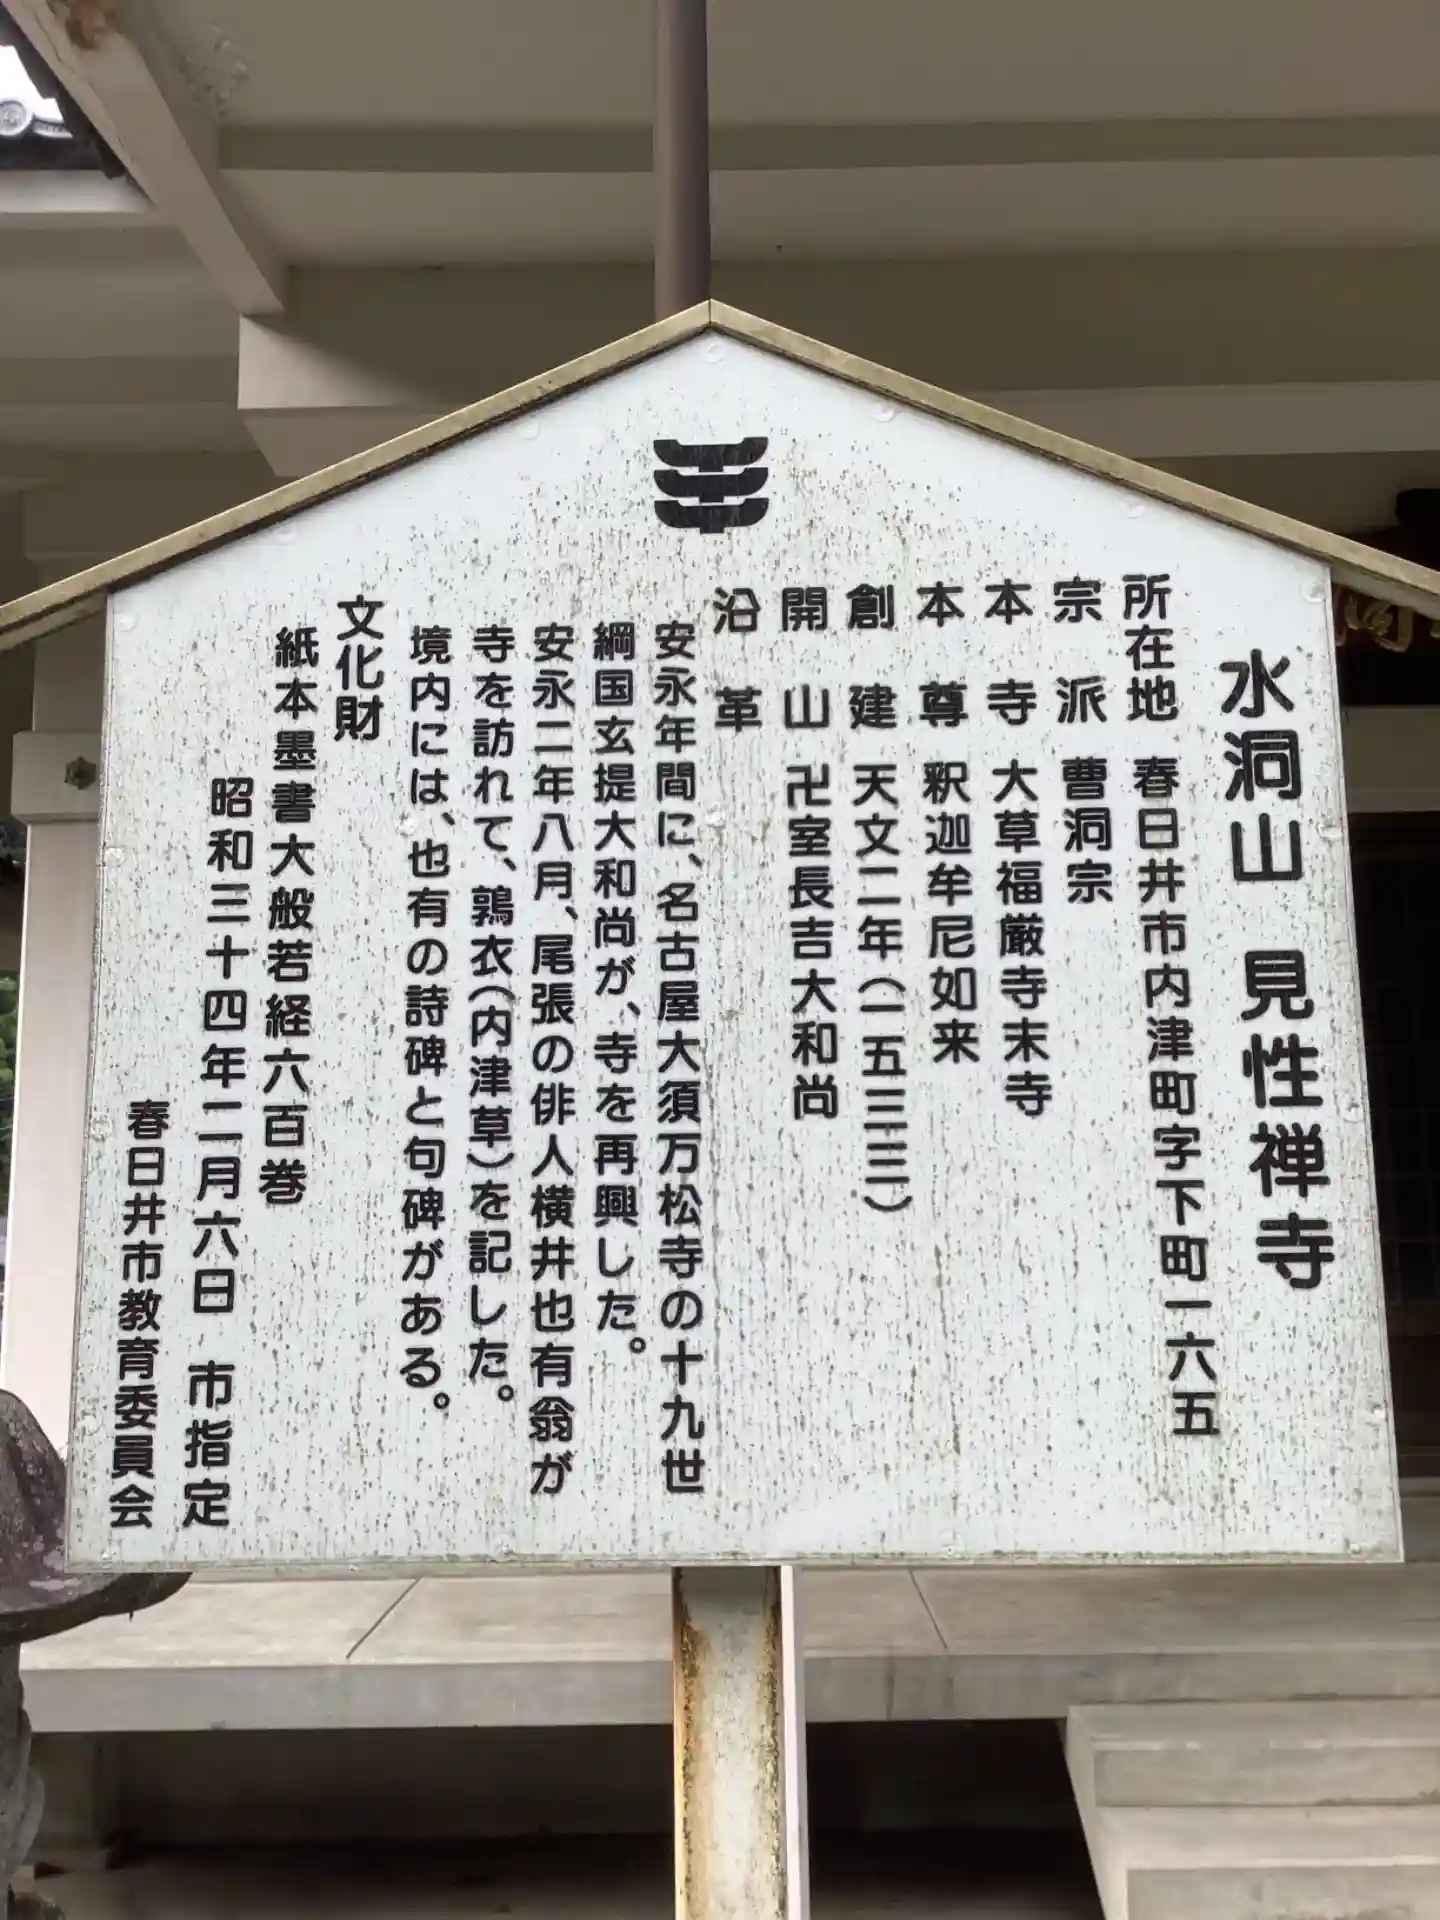 水洞山 見性禅寺
所在地 春日井市内津町字下町一六五
宗派 曹洞宗
本寺 大草福厳寺末寺
本尊 釈迦牟尼如来
創建 天文二年(一五三三)
開山 卍室長吉大和尚
沿革
安永年間に、名古屋大須万松寺の十九世
綱国玄提大和尚が、寺を再興した。
安永二年八月、尾張の俳人横井也有翁が
寺を訪れて、鶉衣(内津草)を記した。
境内には、也有の詩碑と句碑がある。
文化財
紙本墨書大般若経六百巻
昭和三十四年二月六日 市指定
春日井市教育委員会